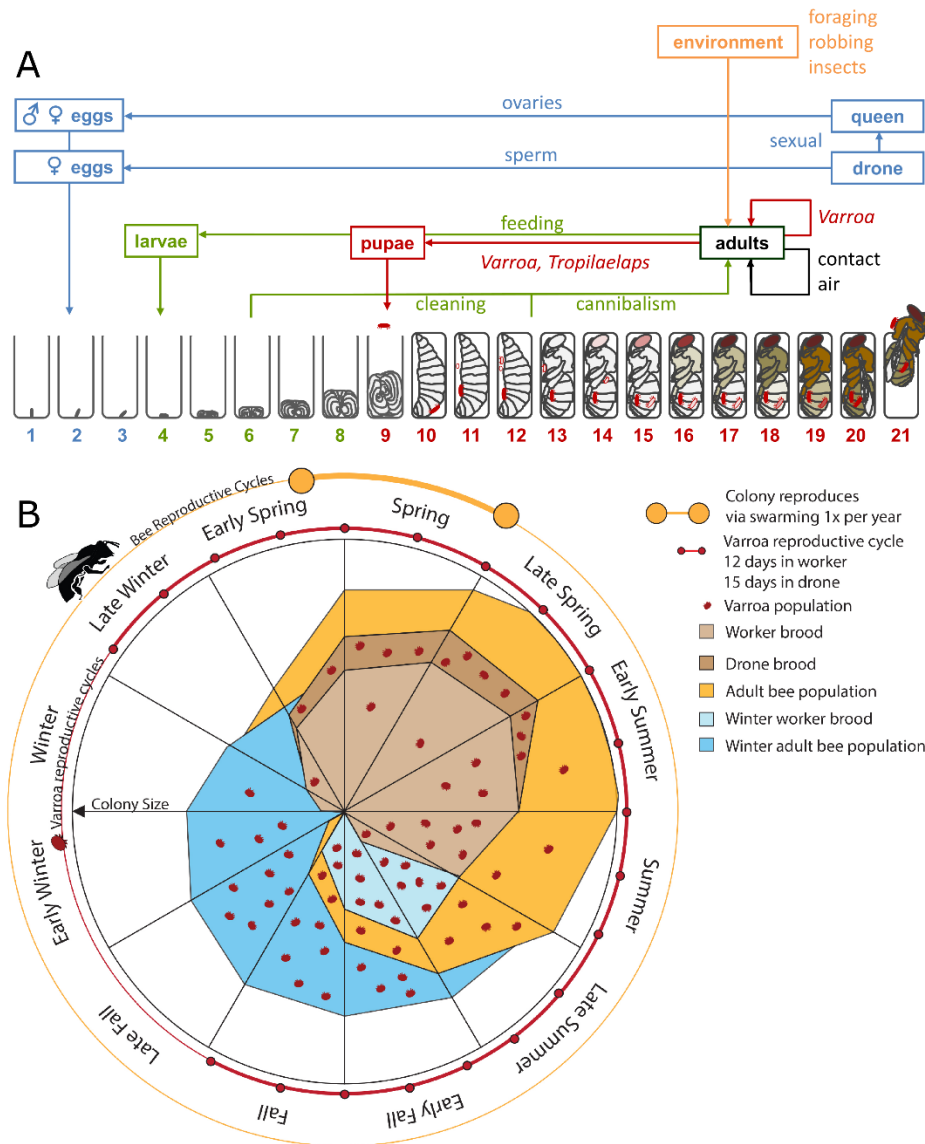 A
environment
foraging
robbing
insects
♂ ♀ eggs
ovaries
queen
sexual
♀ eggs
sperm
drone
larvae
feeding
pupae
adults
Varroa
Varroa, Tropilaelaps
contact
air
cleaning
cannibalism
1 2 3 4 5 6 7 8 9 10 11 12 13 14 15 16 17 18 19 20 21
B
Bee Reproductive Cycles
Early Spring
Spring
Late Spring
Early Summer
Summer
Late Summer
Early Fall
Fall
Late Fall
Early Winter
Winter
Late Winter
Varroa reproductive cycles
Colony Size
Colony reproduces
via swarming 1x per year
Varroa reproductive cycle
12 days in worker
15 days in drone
Varroa population
Worker brood
Drone brood
Adult bee population
Winter worker brood
Winter adult bee population